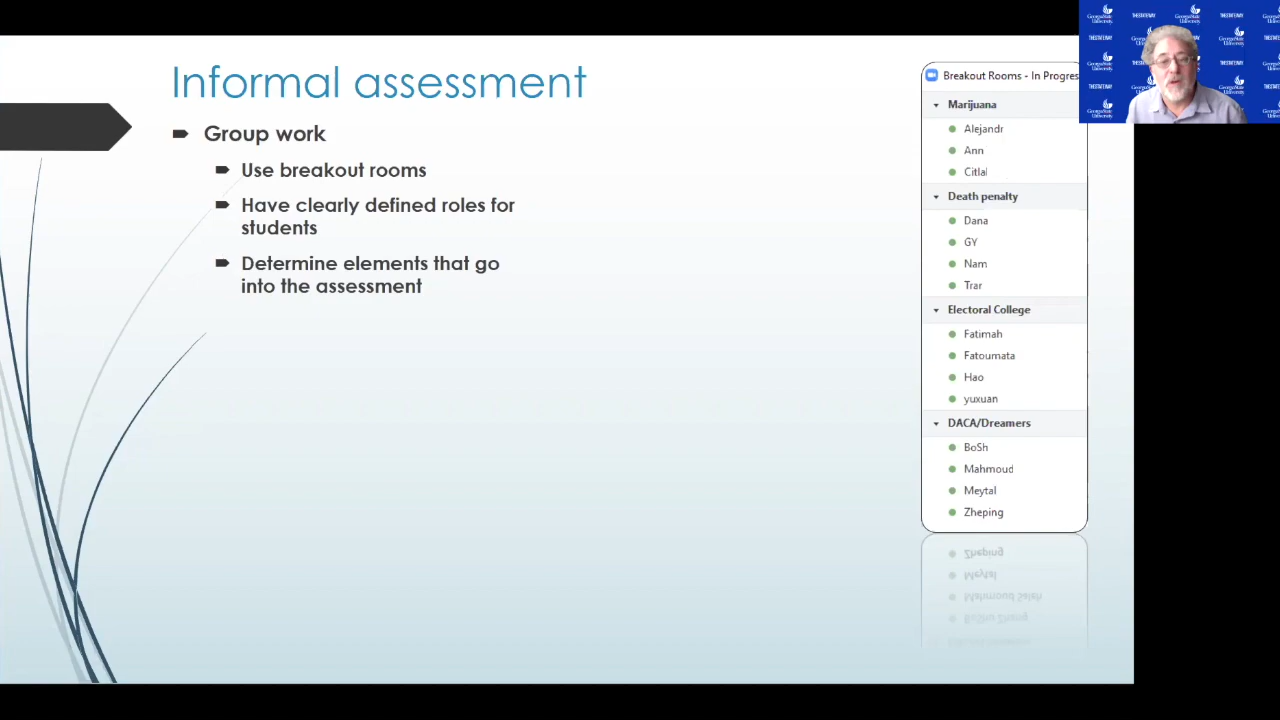 Informal assessment
Group work
Use breakout rooms
Have clearly defined roles for
students
Determine elements that go
into the assessment
Breakout Rooms - In Progres
Marijuana
Alejandr
Ann
Citlal
Death penalty
Dana
GY
Nam
Trar
Electoral College
Fatimah
Fatoumata
Hao
yuxuan
DACA/Dreamers
BoSh
Mahmoud
Meytal
Zheping